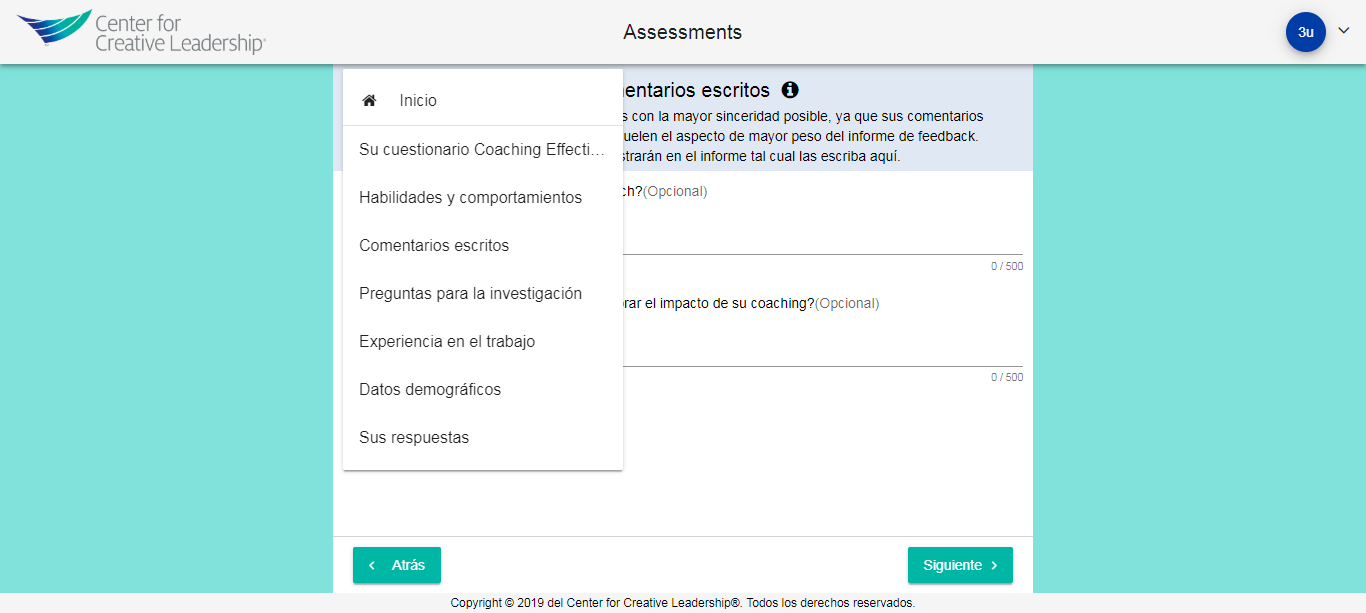 Center for
Creative Leadership®
Assessments
3u
Inicio
Su cuestionario Coaching Effecti...
Habilidades y comportamientos
Comentarios escritos
Preguntas para la investigación
Experiencia en el trabajo
Datos demográficos
Sus respuestas
entarios escritos
s con la mayor sinceridad posible, ya que sus comentarios
uelen el aspecto de mayor peso del informe de feedback.
strarán en el informe tal cual las escriba aquí.
ch?(Opcional)
0 / 500
rar el impacto de su coaching?(Opcional)
0 / 500
Atrás
Siguiente
Copyright © 2019 del Center for Creative Leadership®. Todos los derechos reservados.